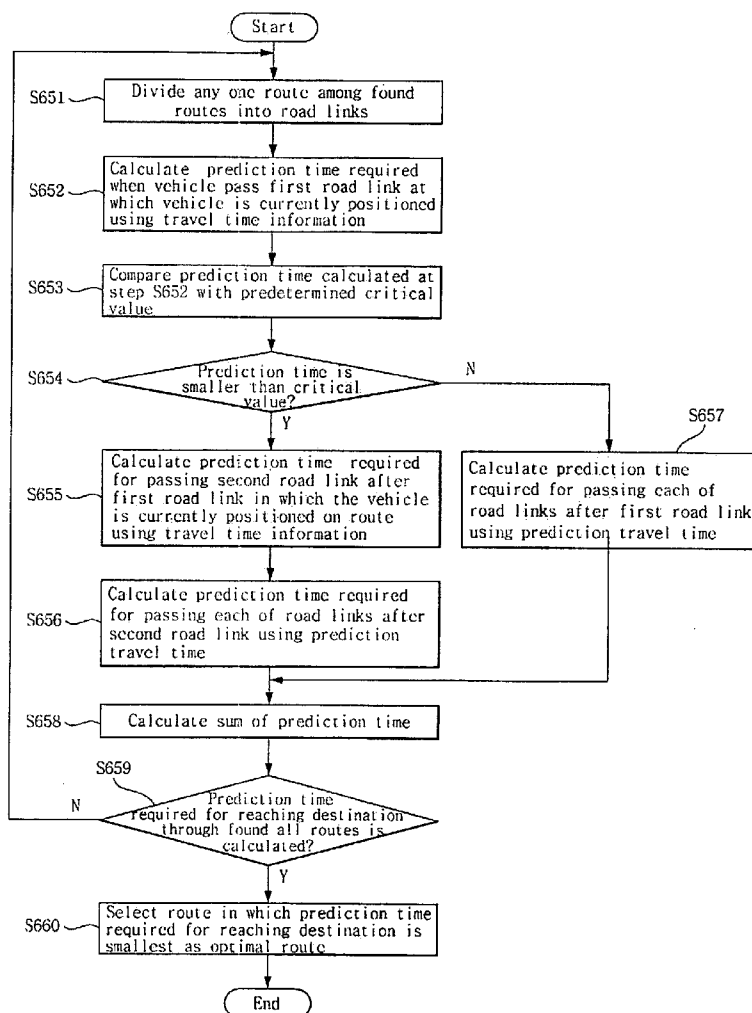 Start
S651
Divide any one route among found
routes into road links
S652
Calculate prediction time required
when vehicle pass first road link at
which vehicle is currently positioned
using travel time information
S653
Compare prediction time calculated at
step S652 with predetermined critical
value
S654
Prediction time is
smaller than critical
value?
N
Y
S655
Calculate prediction time required
for passing second road link after
first road link in which the vehicle
is currently positioned on route
using travel time information
S657
Calculate prediction time
required for passing each of
road links after first road link
using prediction travel time
S656
Calculate prediction time required
for passing each of road links after
second road link using prediction
travel time
S658
Calculate sum of prediction time
S659
Prediction time
required for reaching destination
through found all routes is
calculated?
N
Y
S660
Select route in which prediction time
required for reaching destination is
smallest as optimal route
End